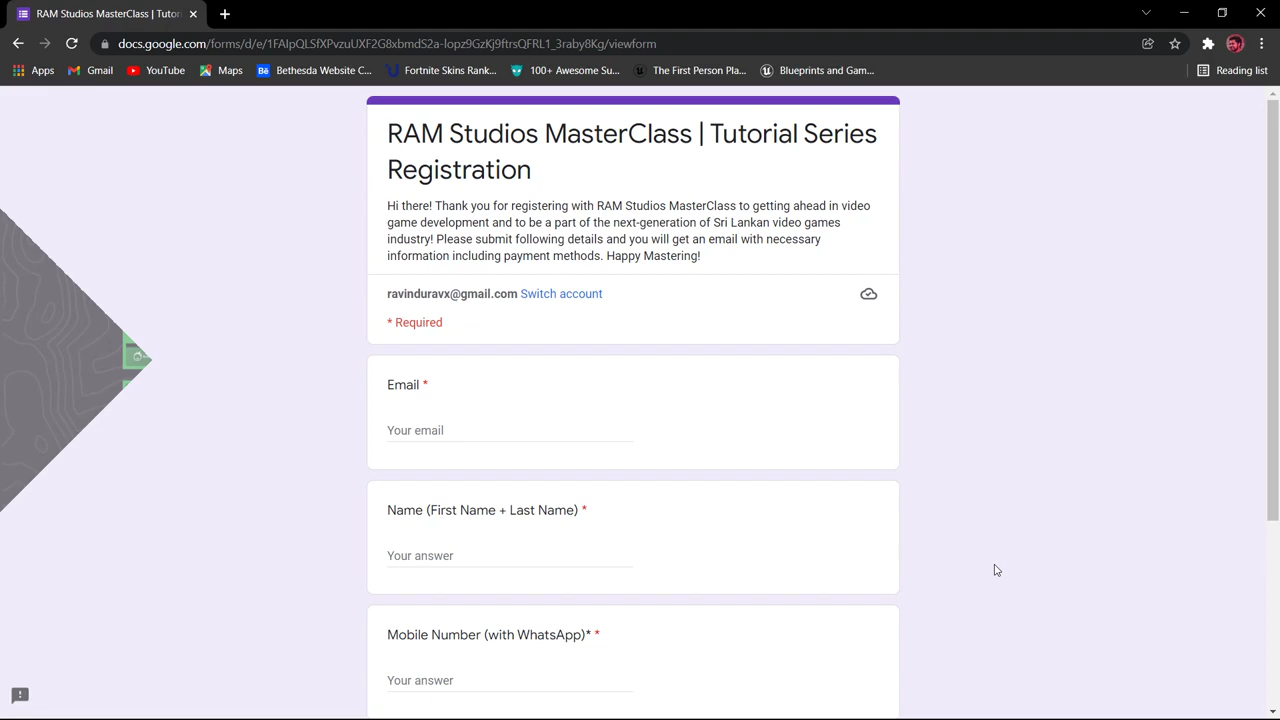 RAM Studios MasterClass | Tutor
docs.google.com/forms/d/e/1FAIpQLSfXPvzuUXF2G8xbmdS2a-lopz9GzKj9ftrsQFRL1_3raby8Kg/viewform
Apps Gmail YouTube Maps Bethesda Website C... Fortnite Skins Rank... 100+ Awesome Su... The First Person Pla... Blueprints and Gam... Reading list
RAM Studios MasterClass | Tutorial Series
Registration
Hi there! Thank you for registering with RAM Studios MasterClass to getting ahead in video
game development and to be a part of the next-generation of Sri Lankan video games
industry! Please submit following details and you will get an email with necessary
information including payment methods. Happy Mastering!
ravinduravx@gmail.com Switch account
* Required
Email *
Your email
Name (First Name + Last Name) *
Your answer
Mobile Number (with WhatsApp)* *
Your answer